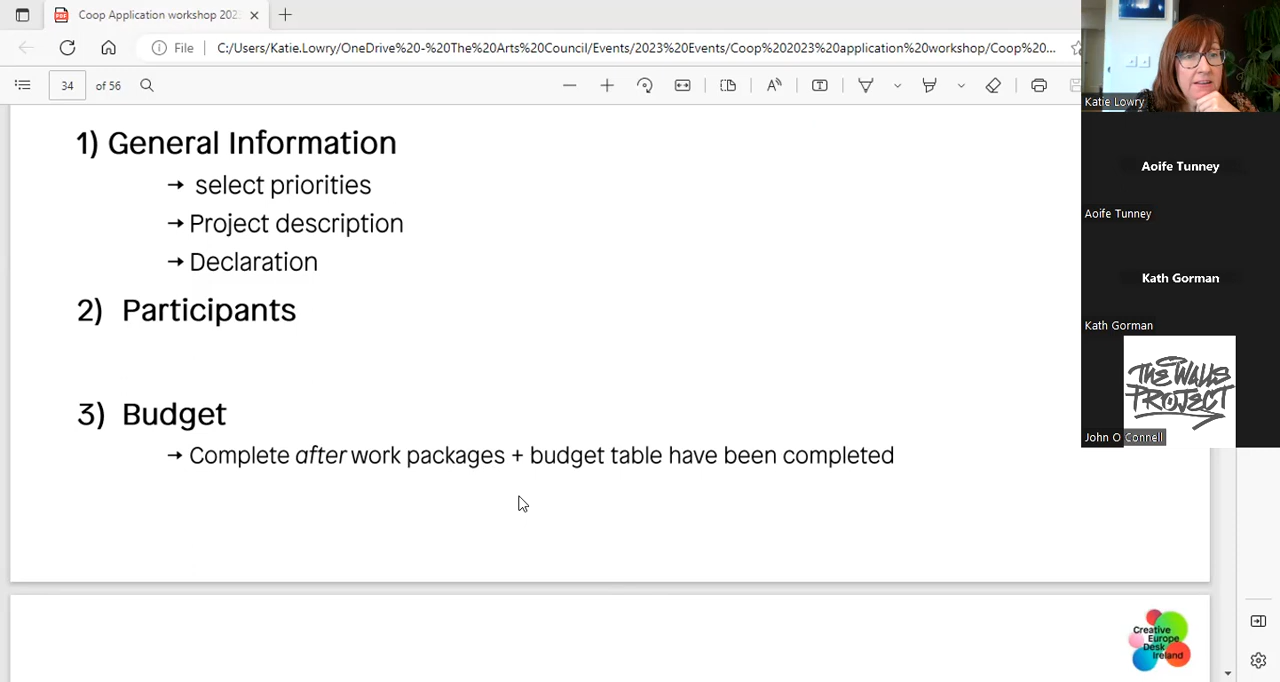 Coop Application workshop 202
File
C:/Users/Katie.Lowry/OneDrive%20-%20The%20Arts%20Council/Events/2023%20Events/Coop%202023%20application%20workshop/Coop%20...
34 of 56
1) General Information
→ select priorities
→ Project description
→ Declaration
2) Participants
3) Budget
→ Complete after work packages + budget table have been completed
Creative
Europe
Desk
Ireland
Katie Lowry
Aoife Tunney
Aoife Tunney
Kath Gorman
Kath Gorman
THE WALLS
PROJECT
John O Connell